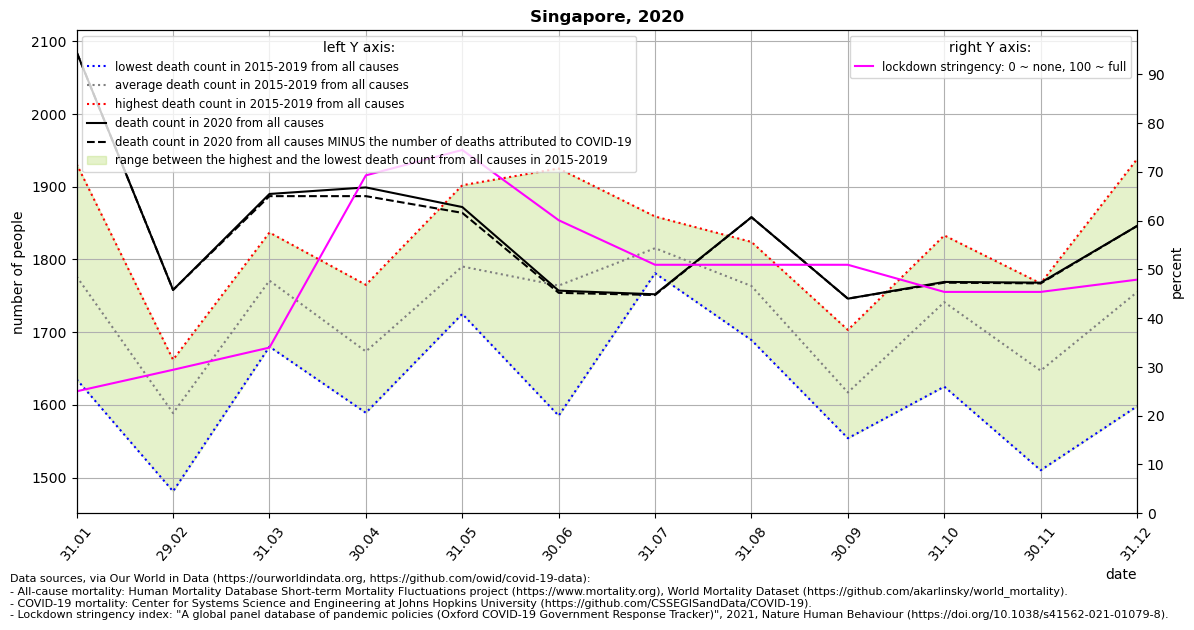 Singapore, 2020
left Y axis:
lowest death count in 2015-2019 from all causes
average death count in 2015-2019 from all causes
highest death count in 2015-2019 from all causes
death count in 2020 from all causes
death count in 2020 from all causes MINUS the number of deaths attributed to COVID-19
range between the highest and the lowest death count from all causes in 2015-2019
right Y axis:
lockdown stringency: 0 ~ none, 100 ~ full
number of people
2100
2000
1900
1800
1700
1600
1500
percent
90
80
70
60
50
40
30
20
10
0
31.01
29.02
31.03
30.04
31.05
30.06
31.07
31.08
30.09
31.10
30.11
31.12
date
Data sources, via Our World in Data (https://ourworldindata.org, https://github.com/owid/covid-19-data):
- All-cause mortality: Human Mortality Database Short-term Mortality Fluctuations project (https://www.mortality.org), World Mortality Dataset (https://github.com/akarlinsky/world_mortality).
- COVID-19 mortality: Center for Systems Science and Engineering at Johns Hopkins University (https://github.com/CSSEGISandData/COVID-19).
- Lockdown stringency index: "A global panel database of pandemic policies (Oxford COVID-19 Government Response Tracker)", 2021, Nature Human Behaviour (https://doi.org/10.1038/s41562-021-01079-8).